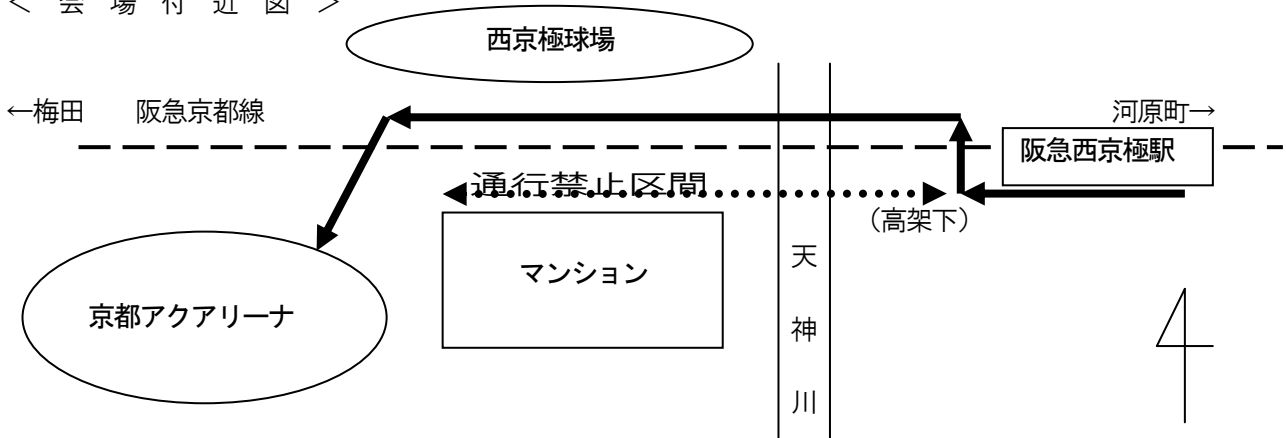 ＜ 会 場 付 近 図 ＞
西京極球場
←梅田 阪急京都線
河原町→
阪急西京極駅
通行禁止区間
（高架下）
マンション
天神川
京都アクアリーナ